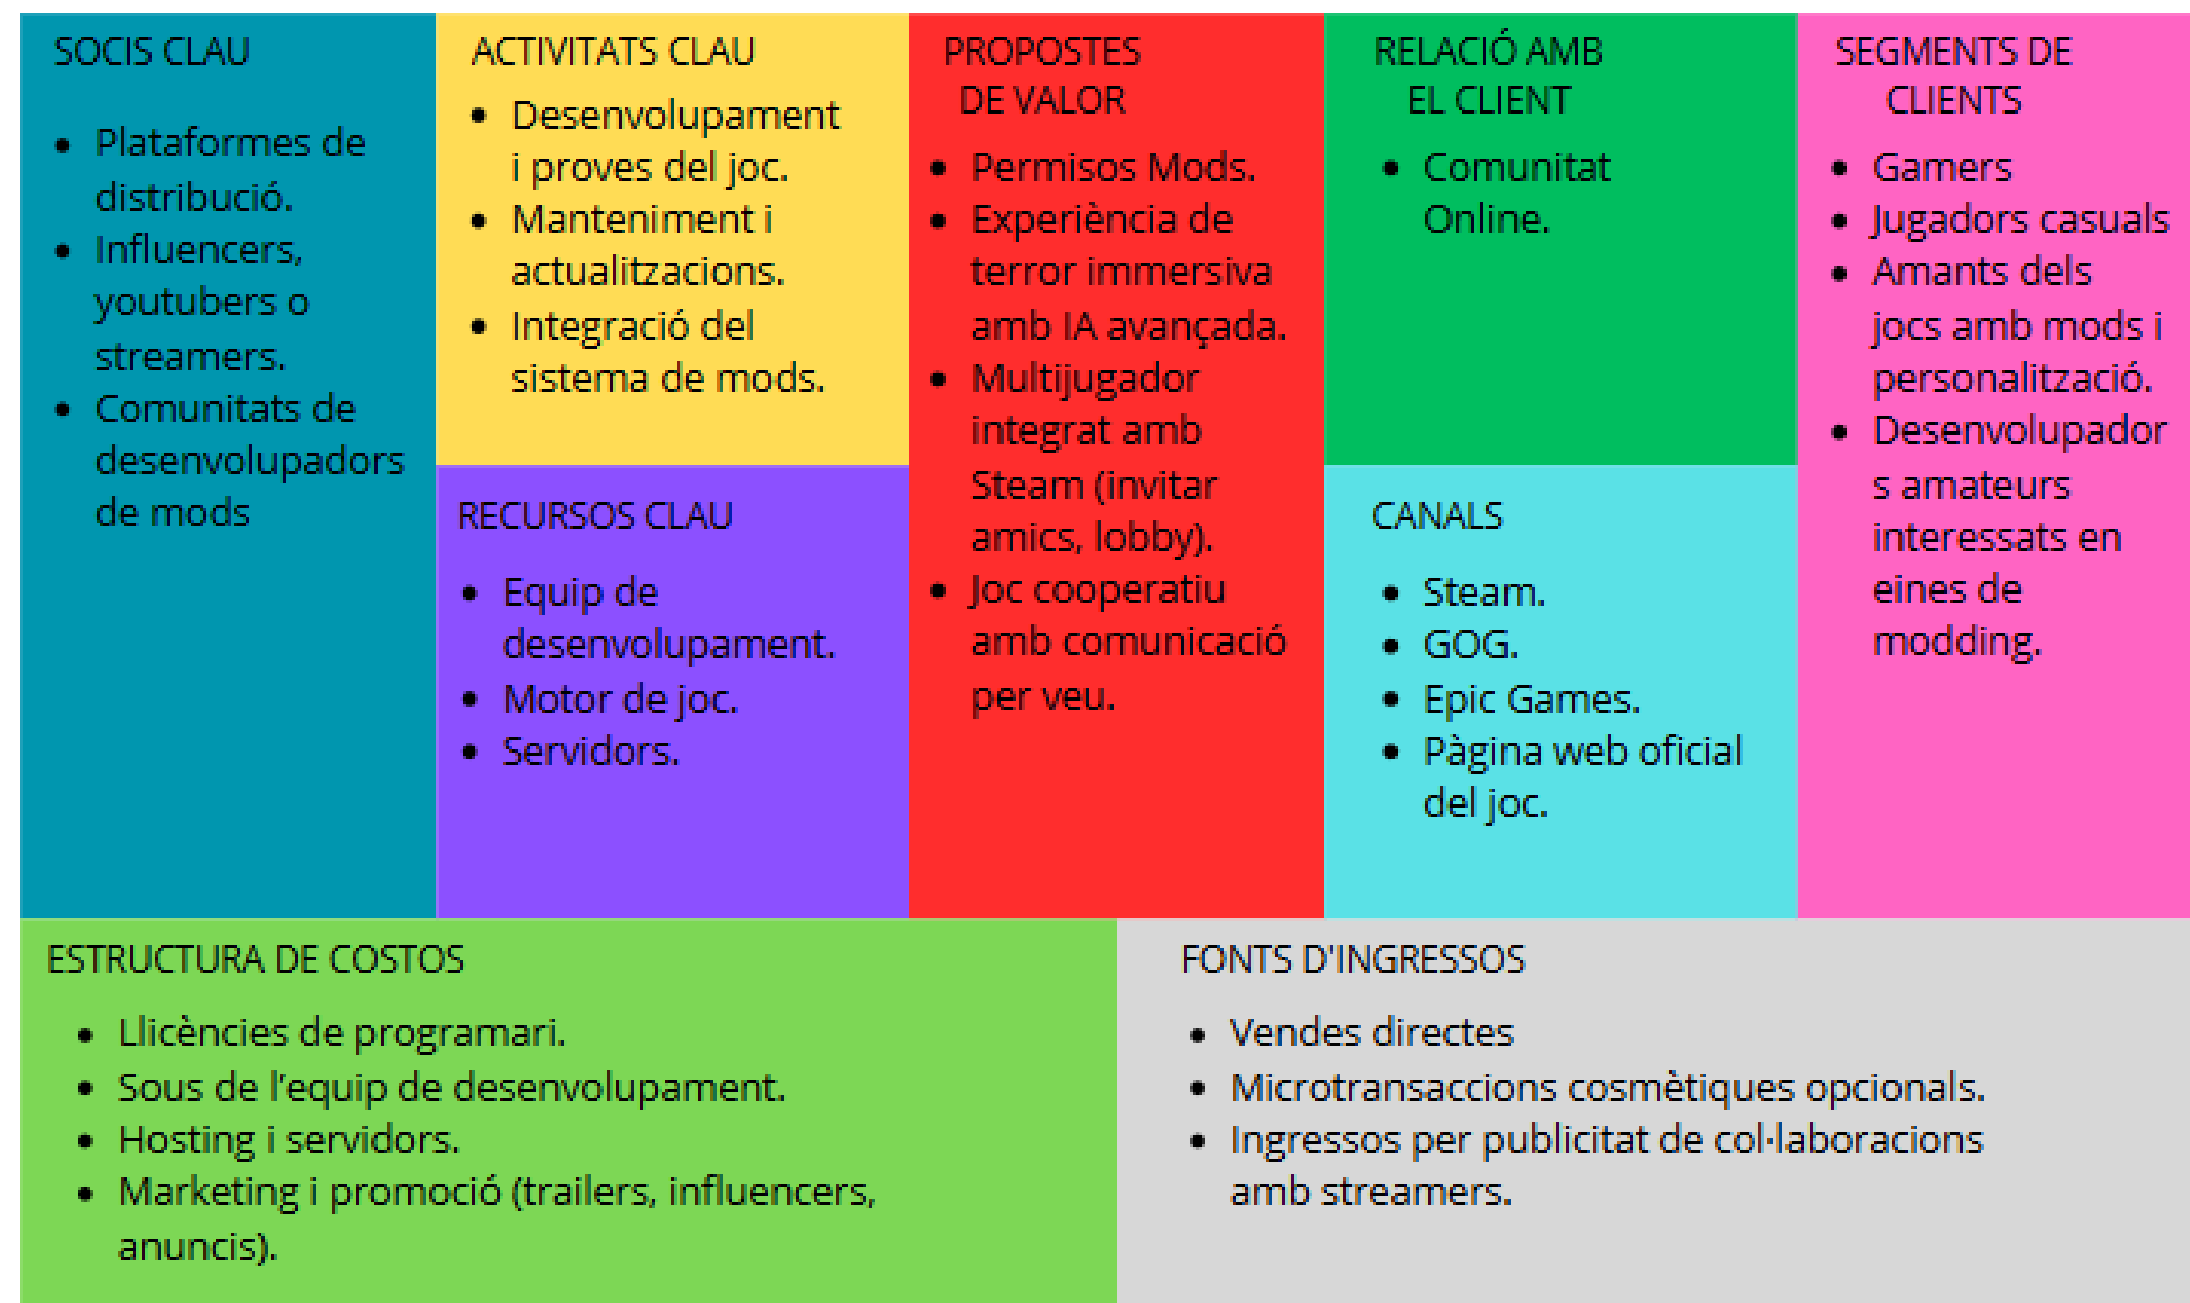 SOCIS CLAU
• Plataformes de
distribució.
• Influencers,
youtubers o
streamers.
• Comunitats de
desenvolupadors
de mods
ACTIVITATS CLAU
• Desenvolupament
i proves del joc.
• Manteniment i
actualitzacions.
• Integració del
sistema de mods.
RECURSOS CLAU
• Equip de
desenvolupament.
• Motor de joc.
• Servidors.
PROPOSTES
DE VALOR
• Permisos Mods.
• Experiència de
terror immersiva
amb IA avançada.
• Multijugador
integrat amb
Steam (invitar
amics, lobby).
• Joc cooperatiu
amb comunicació
per veu.
RELACIÓ AMB
EL CLIENT
• Comunitat
Online.
CANALS
• Steam.
• GOG.
• Epic Games.
• Pàgina web oficial
del joc.
SEGMENTS DE
CLIENTS
• Gamers
• Jugadors casuals
• Amants dels
jocs amb mods i
personalització.
• Desenvolupador
s amateurs
interessats en
eines de
modding.
ESTRUCTURA DE COSTOS
• Llicències de programari.
• Sous de l'equip de desenvolupament.
• Hosting i servidors.
• Marketing i promoció (trailers, influencers,
anuncis).
FONTS D'INGRESSOS
• Vendes directes
• Microtransaccions cosmètiques opcionals.
• Ingressos per publicitat de col·laboracions
amb streamers.